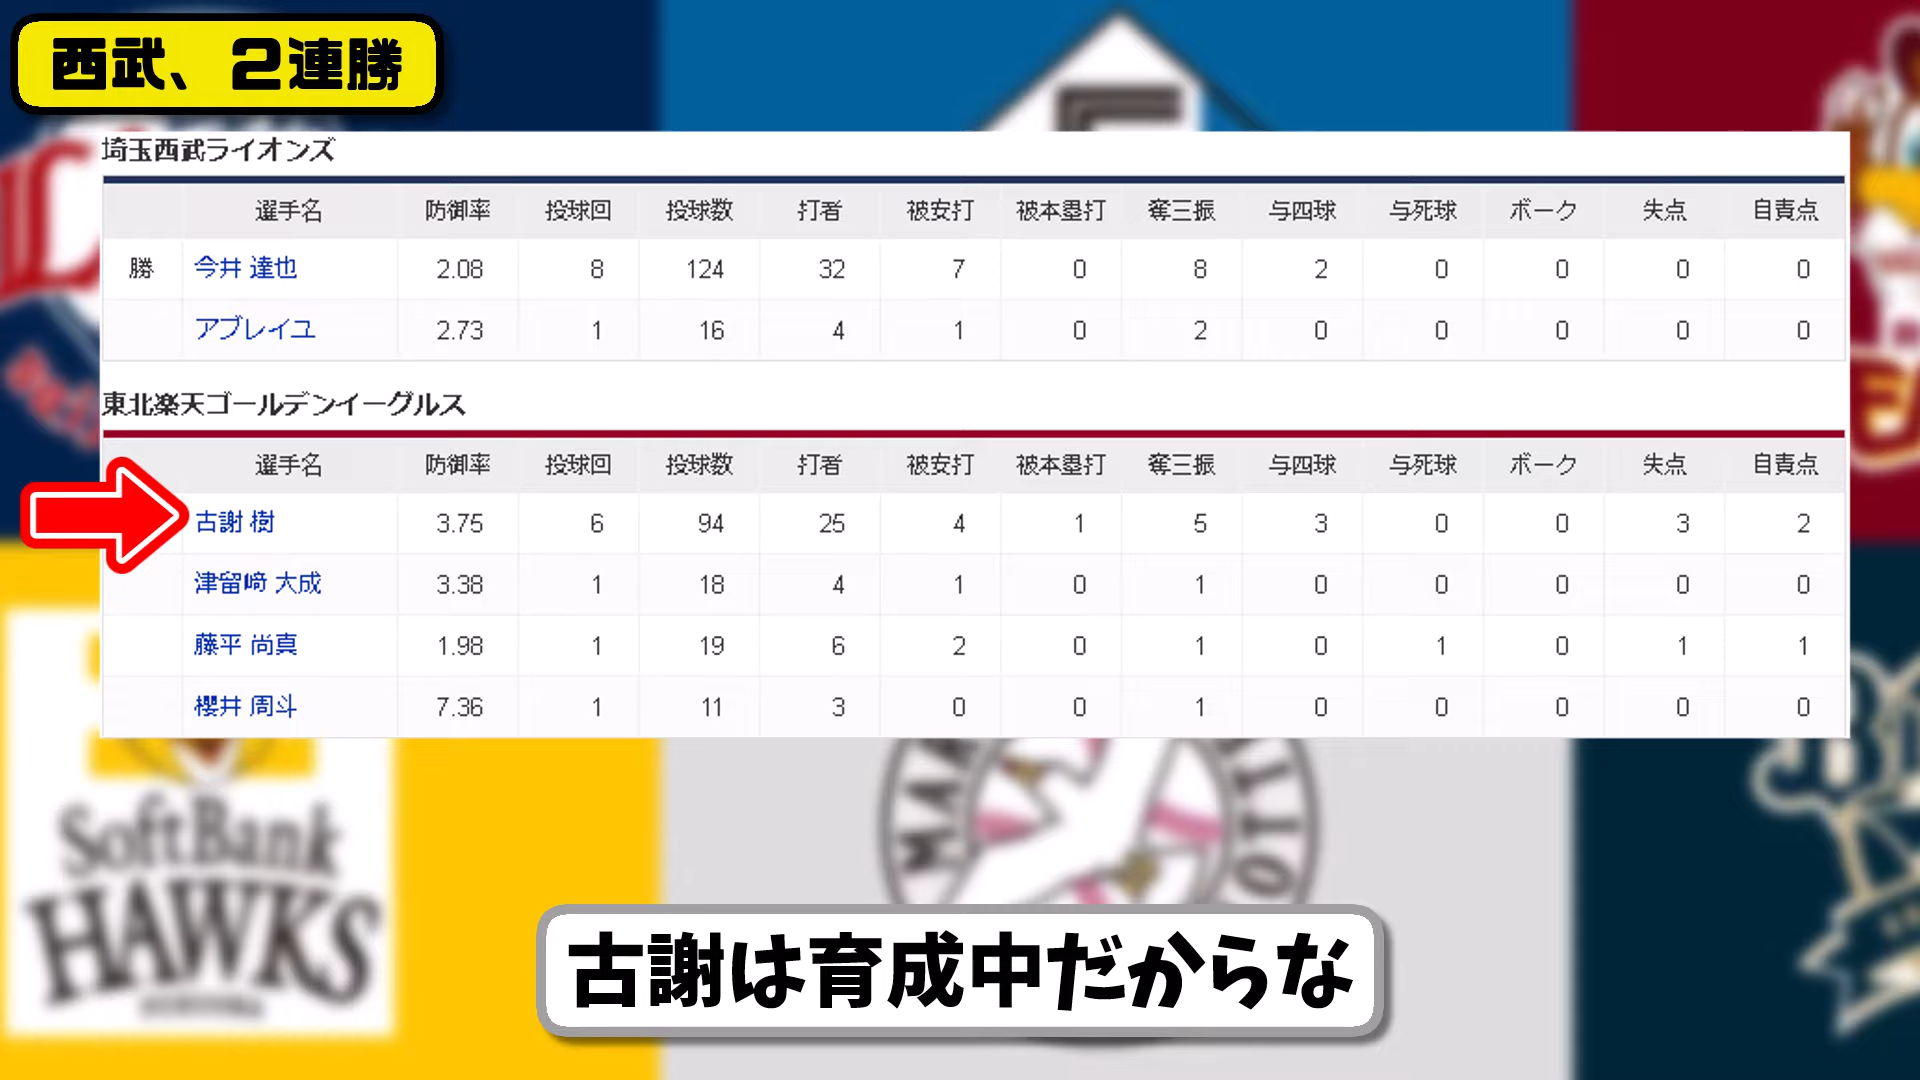 西武、2連勝
埼玉西武ライオンズ
選手名 防御率 投球回 投球数 打者 被安打 被本塁打 奪三振 与四球 与死球 ボーク 失点 自責点
勝 今井 達也 2.08 8 124 32 7 0 8 2 0 0 0 0
アブレイユ 2.73 1 16 4 1 0 2 0 0 0 0 0
東北楽天ゴールデンイーグルス
選手名 防御率 投球回 投球数 打者 被安打 被本塁打 奪三振 与四球 与死球 ボーク 失点 自責点
古謝 樹 3.75 6 94 25 4 1 5 3 0 0 3 2
津留﨑 大成 3.38 1 18 4 1 0 1 0 0 0 0 0
藤平 尚真 1.98 1 19 6 2 0 1 0 1 0 1 1
櫻井 周斗 7.36 1 11 3 0 0 1 0 0 0 0 0
SoftBank
HAWKS
古謝は育成中だからな